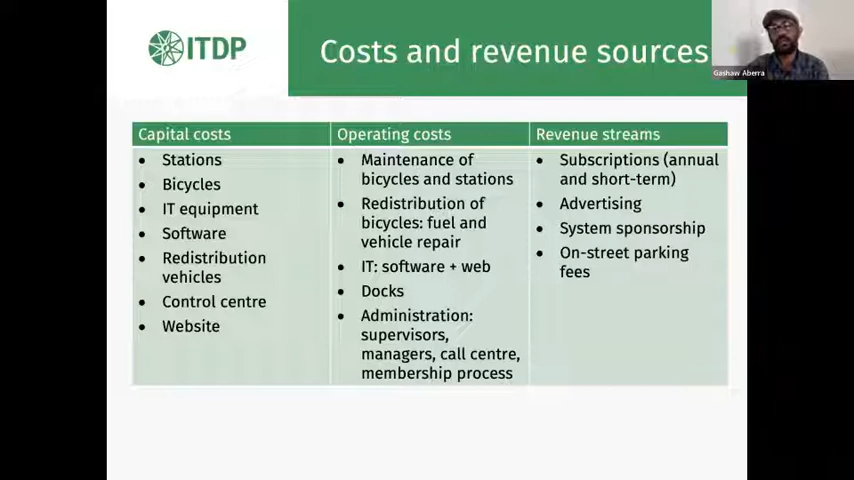 ITDP
Costs and revenue sources
Gashaw Aberra
Capital costs
Stations
Bicycles
IT equipment
Software
Redistribution
vehicles
Control centre
Website
Operating costs
Maintenance of
bicycles and stations
Redistribution of
bicycles: fuel and
vehicle repair
IT: software + web
Docks
Administration:
supervisors,
managers, call centre,
membership process
Revenue streams
Subscriptions (annual
and short-term)
Advertising
System sponsorship
On-street parking
fees